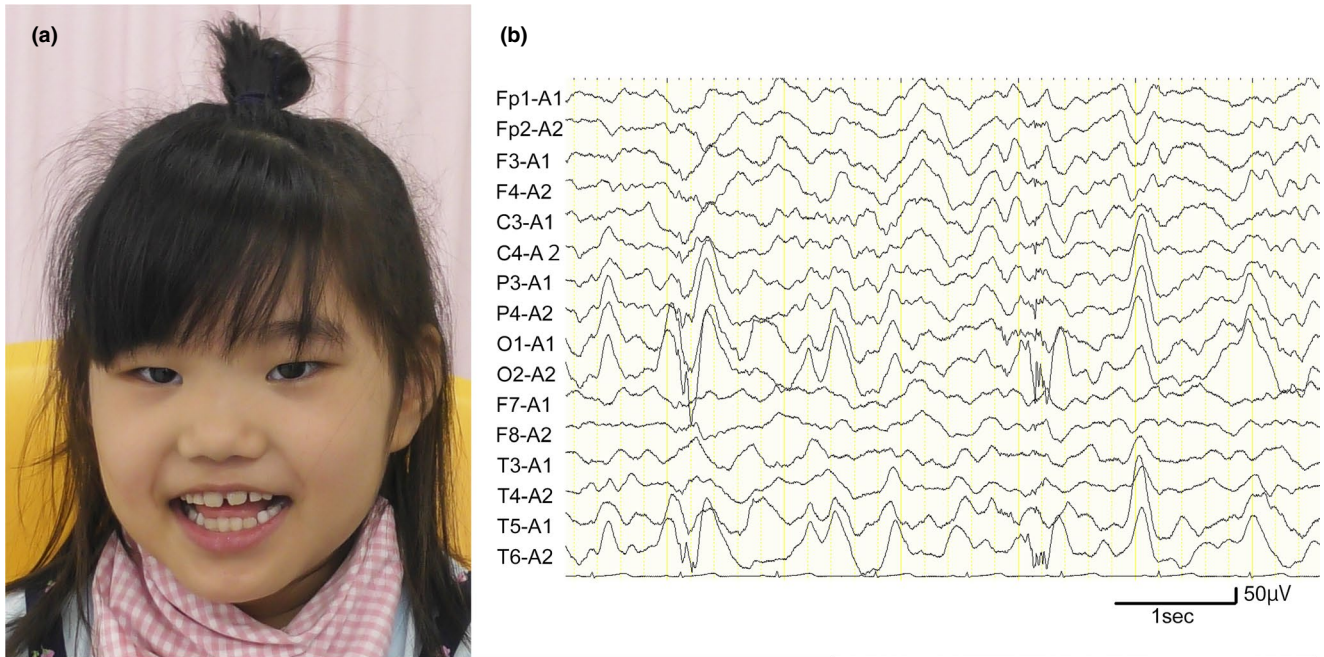 (a)
(b)
Fp1-A1
Fp2-A2
F3-A1
F4-A2
C3-A1
C4-A 2
P3-A1
P4-A2
O1-A1
O2-A2
F7-A1
F8-A2
T3-A1
T4-A2
T5-A1
T6-A2
50µV
1sec